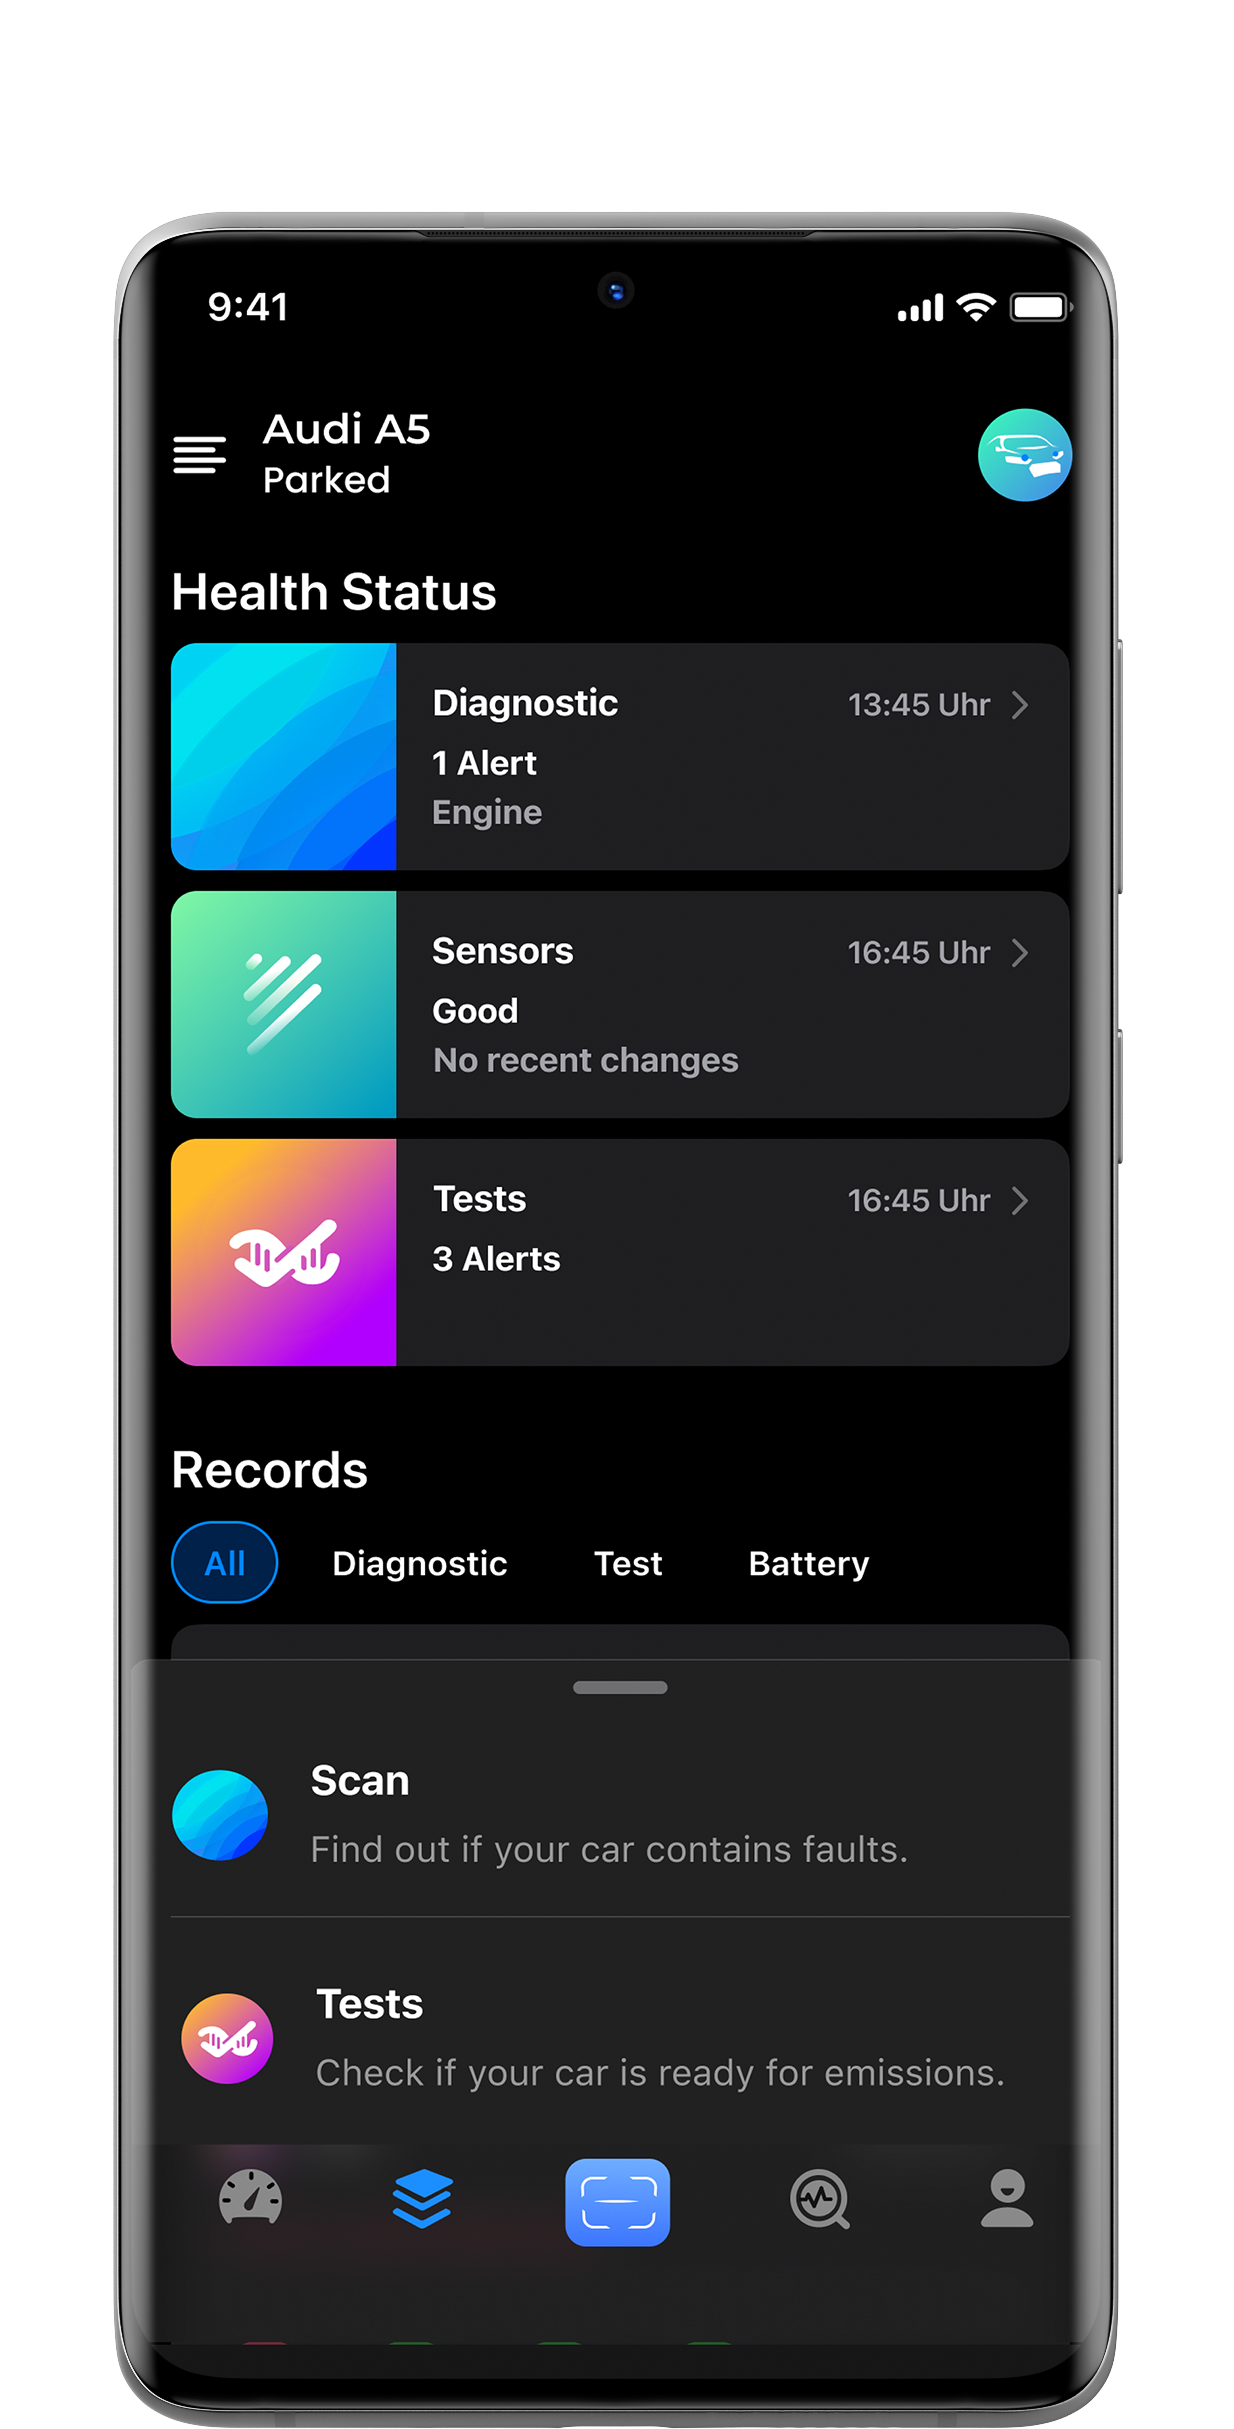 9:41
Audi A5
Parked
Health Status
Diagnostic
13:45 Uhr
1 Alert
Engine
Sensors
16:45 Uhr
Good
No recent changes
Tests
16:45 Uhr
3 Alerts
Records
All
Diagnostic
Test
Battery
Scan
Find out if your car contains faults.
Tests
Check if your car is ready for emissions.